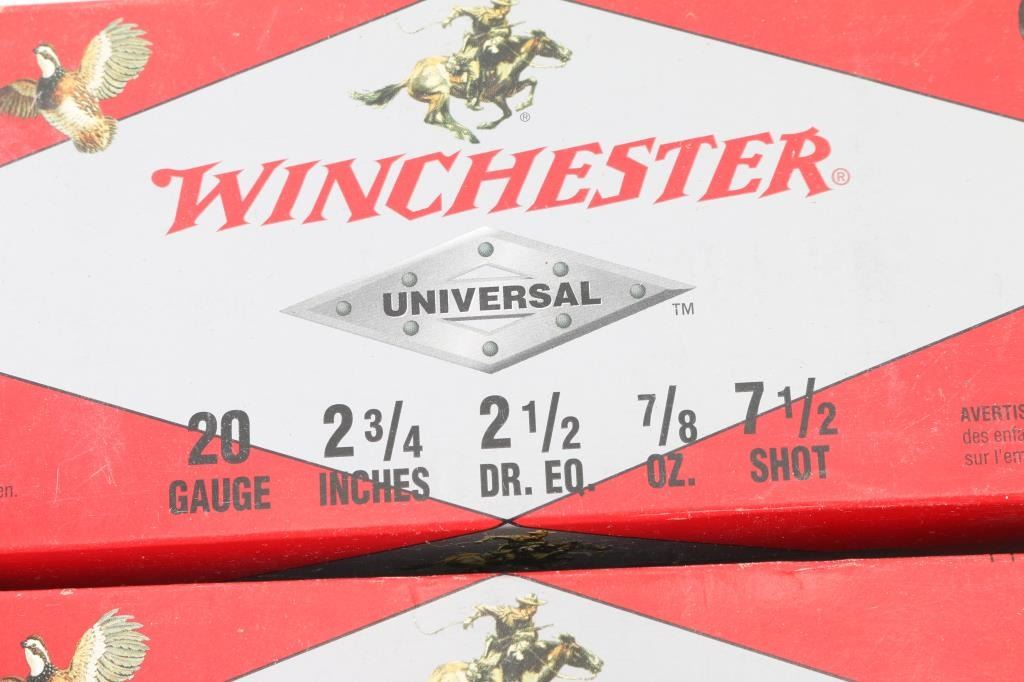 ®
WINCHESTER®
UNIVERSAL™
20 2 3/4 2 1/2 7/8 7 1/2
GAUGE INCHES DR. EQ. OZ. SHOT
AVERTIS
des enfa
sur l'em
en.